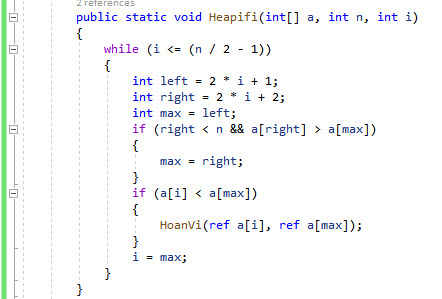 2 references
public static void Heapifi(int[] a, int n, int i)
{
    while (i <= (n / 2 - 1))
    {
        int left = 2 * i + 1;
        int right = 2 * i + 2;
        int max = left;
        if (right < n && a[right] > a[max])
        {
            max = right;
        }
        if (a[i] < a[max])
        {
            HoanVi(ref a[i], ref a[max]);
        }
        i = max;
    }
}